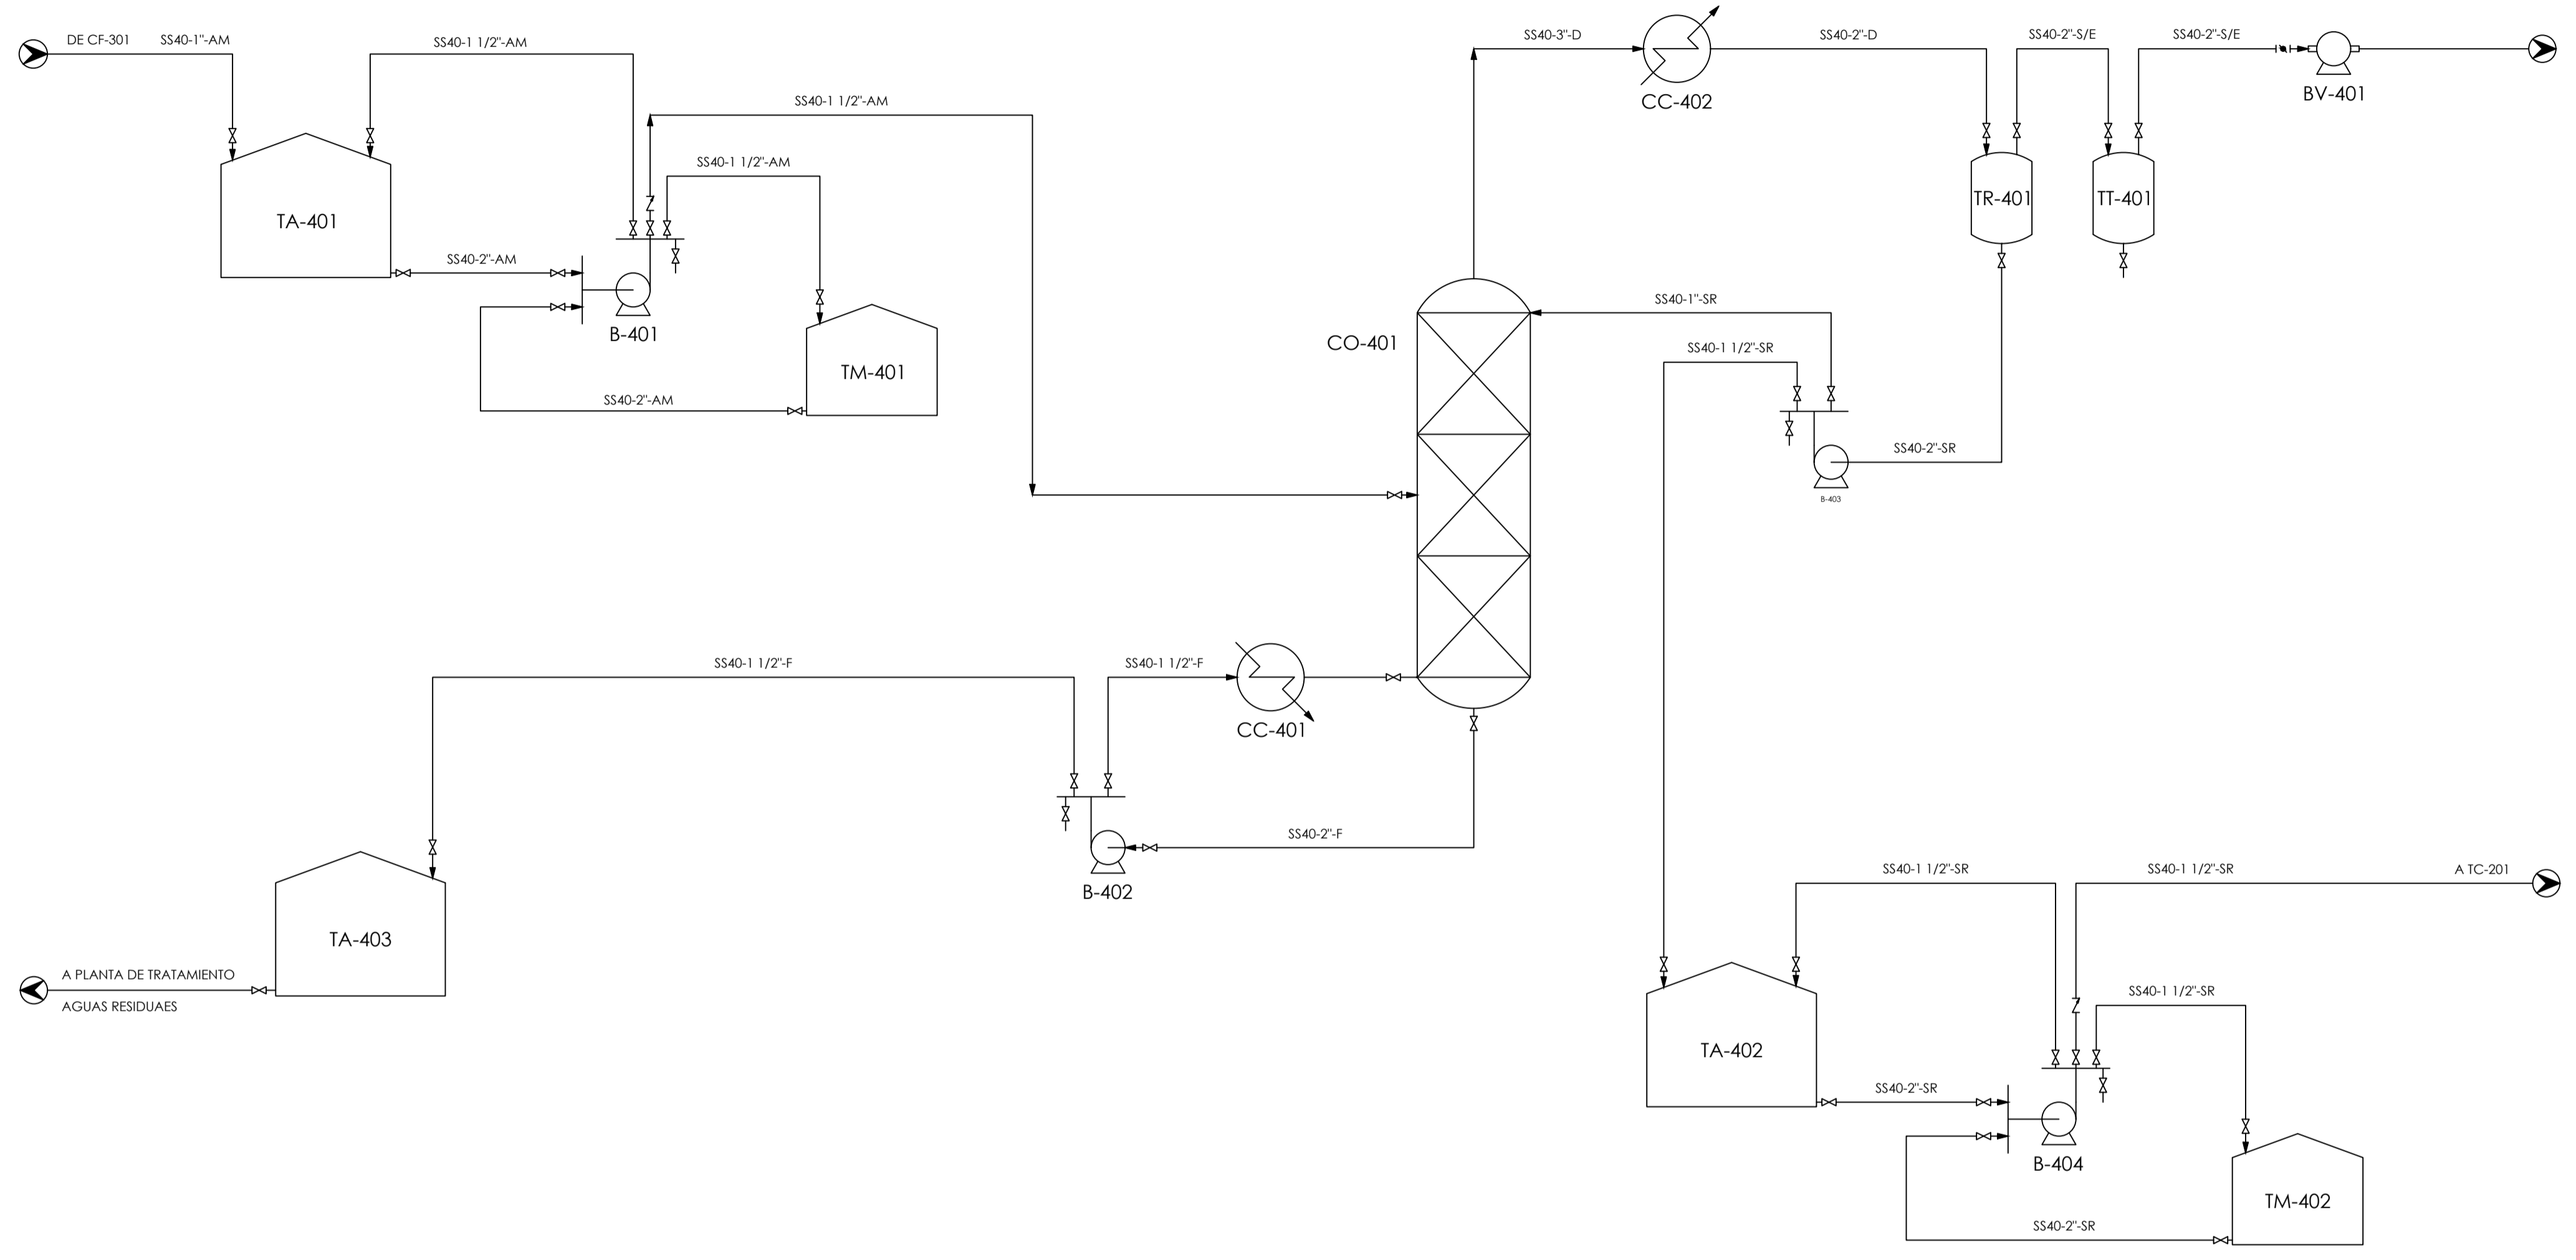 DE CF-301 SS40-1"-AM
SS40-1 1/2"-AM
SS40-3"-D
SS40-2"-D
SS40-2"-S/E
SS40-2"-S/E
CC-402
BV-401
SS40-1 1/2"-AM
SS40-1 1/2"-AM
TA-401
TR-401
TT-401
SS40-2"-AM
B-401
SS40-1"-SR
CO-401
SS40-1 1/2"-SR
TM-401
SS40-2"-AM
SS40-2"-SR
B-403
SS40-1 1/2"-F
SS40-1 1/2"-F
CC-401
SS40-2"-F
B-402
SS40-1 1/2"-SR
SS40-1 1/2"-SR
A TC-201
TA-403
A PLANTA DE TRATAMIENTO
AGUAS RESIDUAES
SS40-1 1/2"-SR
TA-402
SS40-2"-SR
B-404
TM-402
SS40-2"-SR